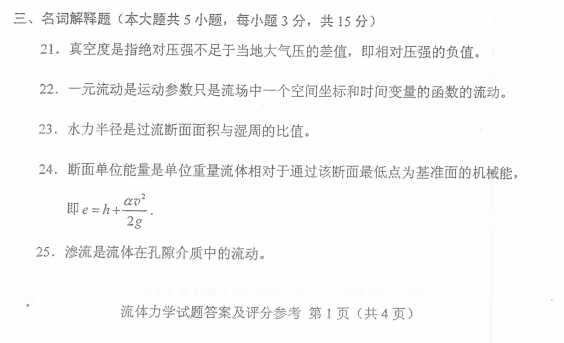 三、名词解释题（本大题共 5 小题，每小题 3 分，共 15 分）
21．真空度是指绝对压强不足于当地大气压的差值，即相对压强的负值。
22．一元流动是运动参数只是流场中一个空间坐标和时间变量的函数的流动。
23．水力半径是过流断面面积与湿周的比值。
24．断面单位能量是单位重量流体相对于通过该断面最低点为基准面的机械能，
即 e = h + αv²/2g .
25．渗流是流体在孔隙介质中的流动。
流体力学试题答案及评分参考 第 1 页（共 4 页）